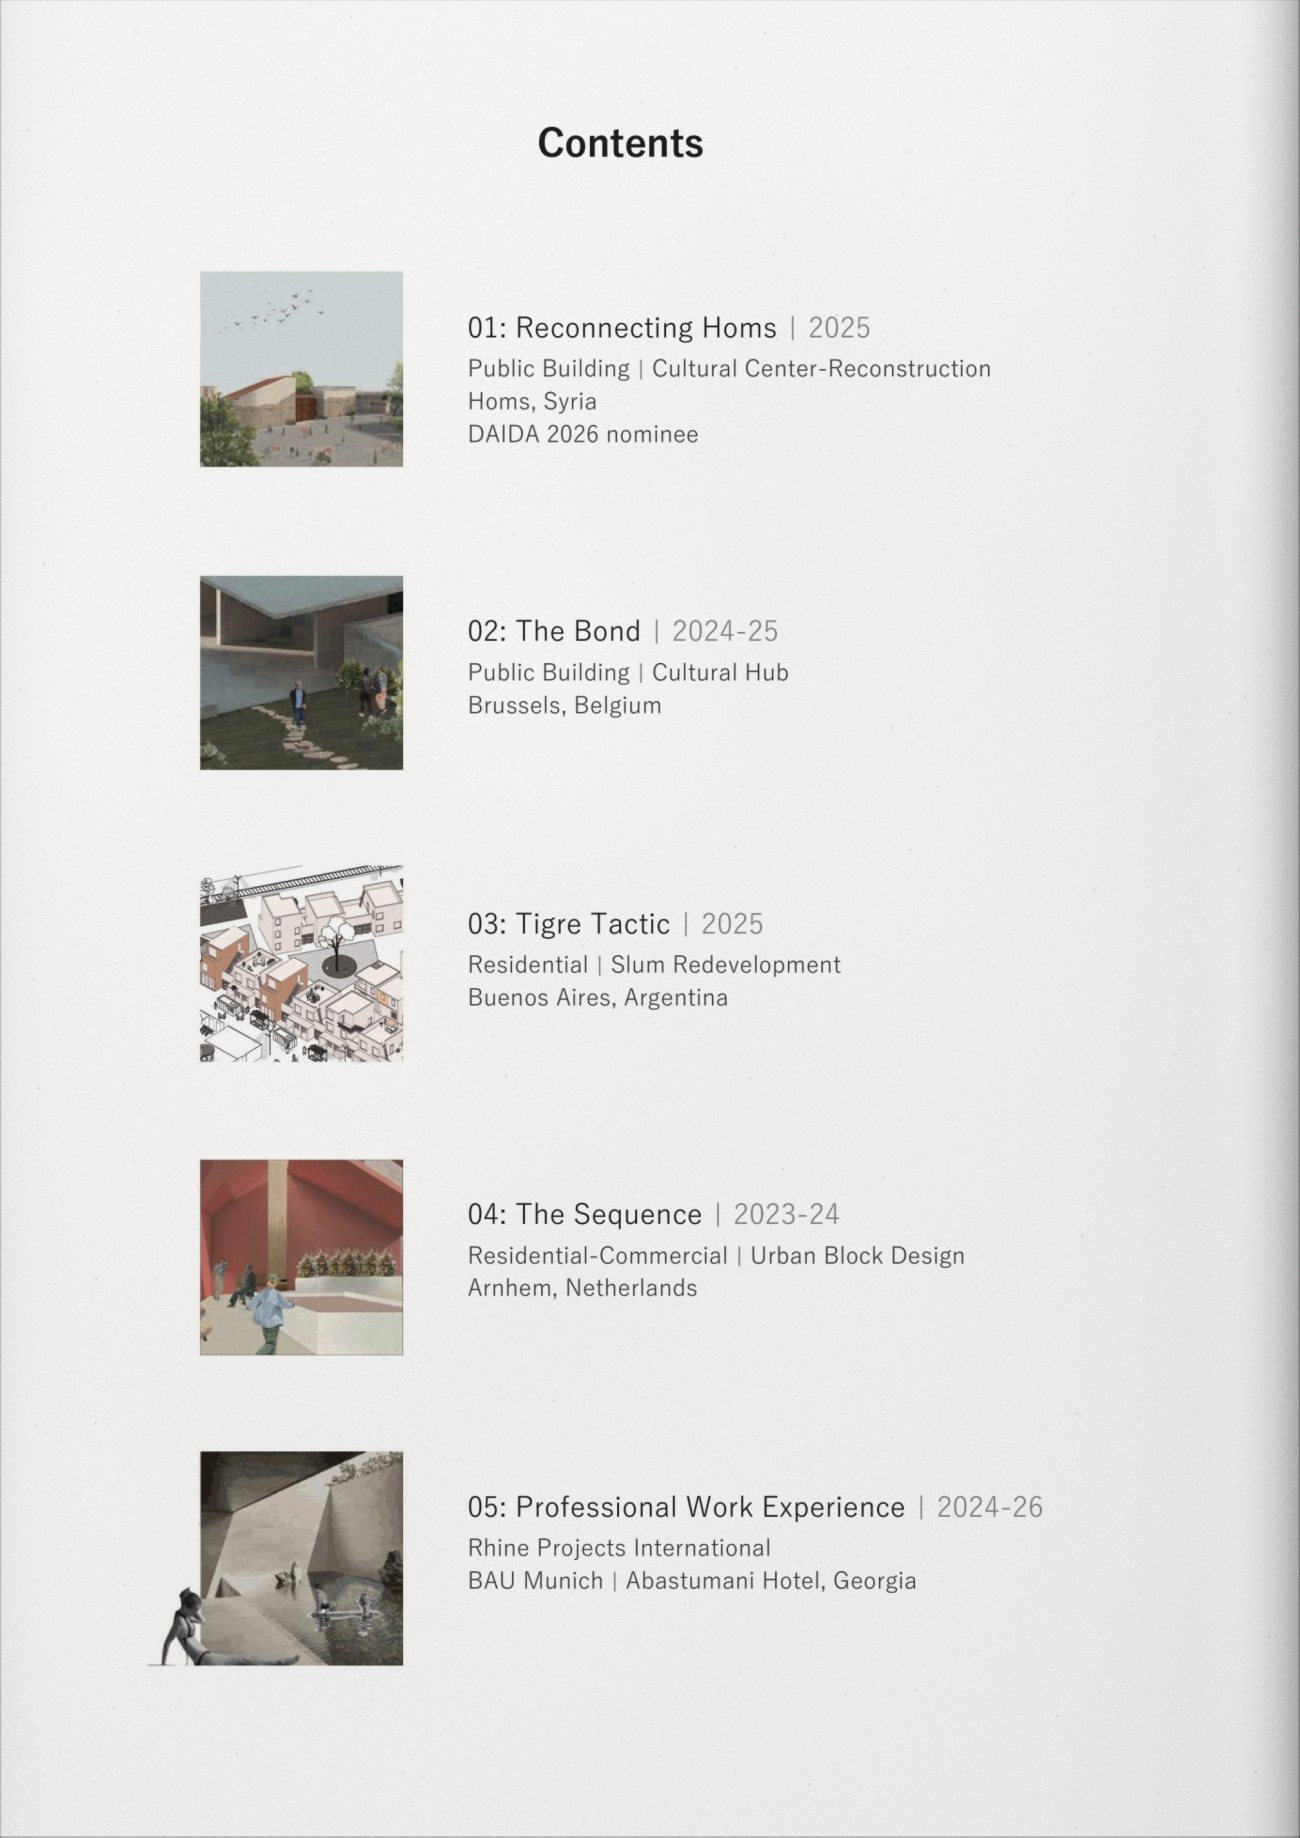 Contents
01: Reconnecting Homs | 2025
Public Building | Cultural Center-Reconstruction
Homs, Syria
DAIDA 2026 nominee
02: The Bond | 2024-25
Public Building | Cultural Hub
Brussels, Belgium
03: Tigre Tactic | 2025
Residential | Slum Redevelopment
Buenos Aires, Argentina
04: The Sequence | 2023-24
Residential-Commercial | Urban Block Design
Arnhem, Netherlands
05: Professional Work Experience | 2024-26
Rhine Projects International
BAU Munich | Abastumani Hotel, Georgia